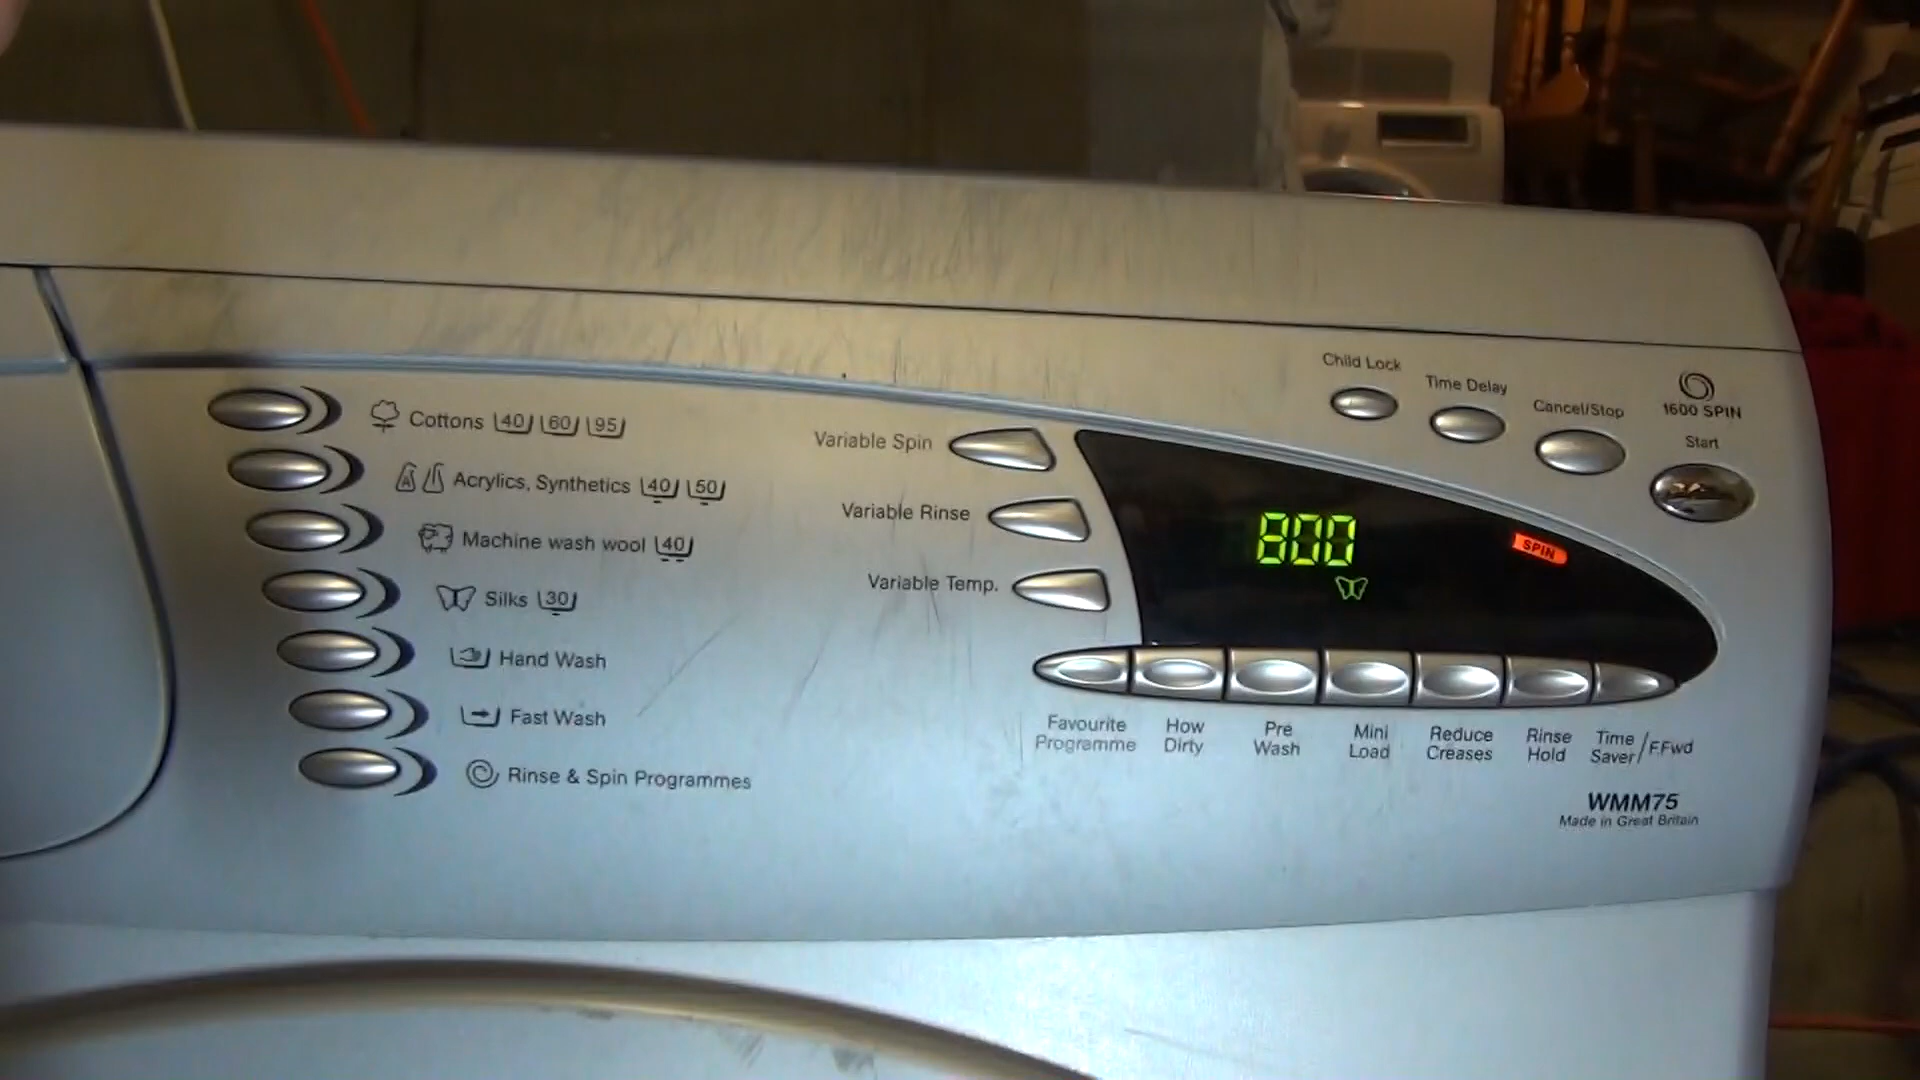 Child Lock
Time Delay
Cancel/Stop
1600 SPIN
Start
Cottons 40 60 95
Acrylics, Synthetics 40 50
Machine wash wool 40
Silks 30
Hand Wash
Fast Wash
Rinse & Spin Programmes
Variable Spin
Variable Rinse
Variable Temp.
800
SPIN
Favourite
Programme
How
Dirty
Pre
Wash
Mini
Load
Reduce
Creases
Rinse
Hold
Time
Saver/F.Fwd
WMM75
Made in Great Britain